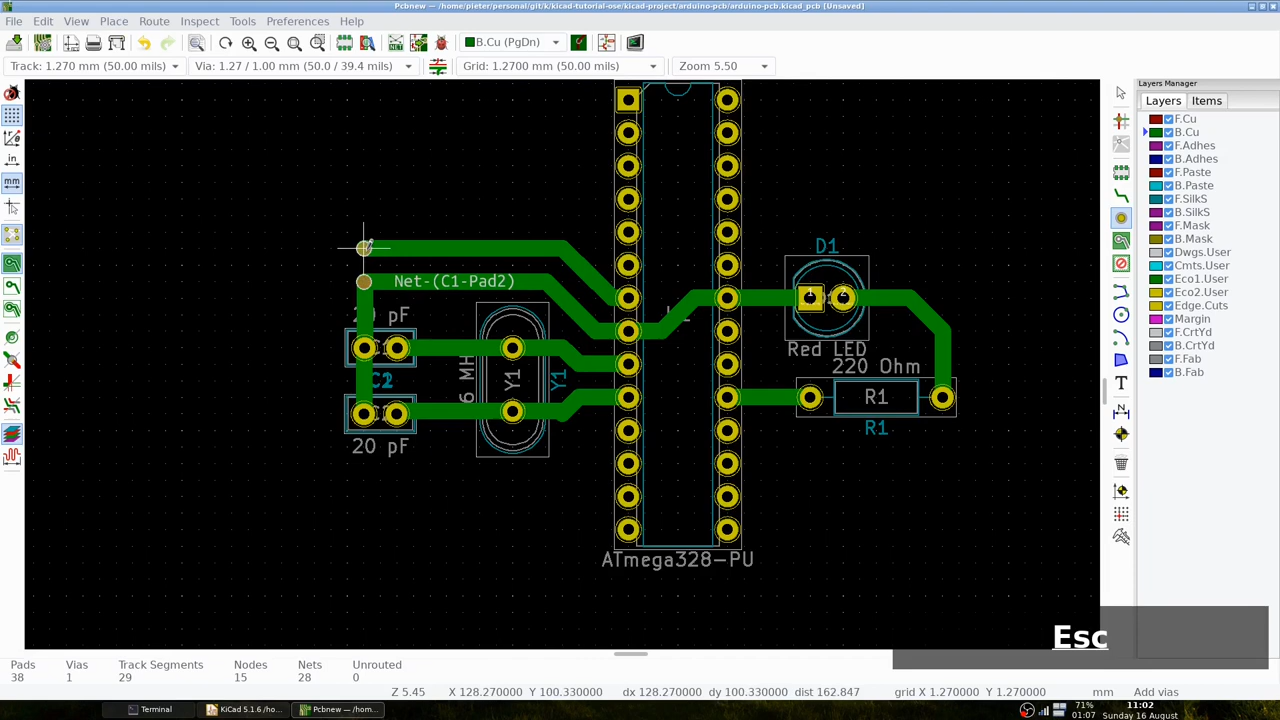 Pcbnew — /home/pieter/personal/git/k/kicad-tutorial-ose/kicad-project/arduino-pcb/arduino-pcb.kicad_pcb [Unsaved]
File Edit View Place Route Inspect Tools Preferences Help
B.Cu (PgDn)
Track: 1.270 mm (50.00 mils) Via: 1.27 / 1.00 mm (50.0 / 39.4 mils) Grid: 1.2700 mm (50.00 mils) Zoom 5.50
Layers Manager
Layers Items
F.Cu
B.Cu
F.Adhes
B.Adhes
F.Paste
B.Paste
F.SilkS
B.SilkS
F.Mask
B.Mask
Dwgs.User
Cmts.User
Eco1.User
Eco2.User
Edge.Cuts
Margin
F.CrtYd
B.CrtYd
F.Fab
B.Fab
in
mm
D1
Net-(C1-Pad2)
1 2
pF
Red LED
220 Ohm
6 MH
Y1
Y1
C2
R1
R1
20 pF
ATmega328-PU
Esc
Pads Vias Track Segments Nodes Nets Unrouted
38 1 29 15 28 0
Z 5.45 X 128.270000 Y 100.330000 dx 128.270000 dy 100.330000 dist 162.847 grid X 1.270000 Y 1.270000 mm Add vias
Terminal KiCad 5.1.6 /ho... Pcbnew — /hom...
71% 11:02
01:07 Sunday 16 August